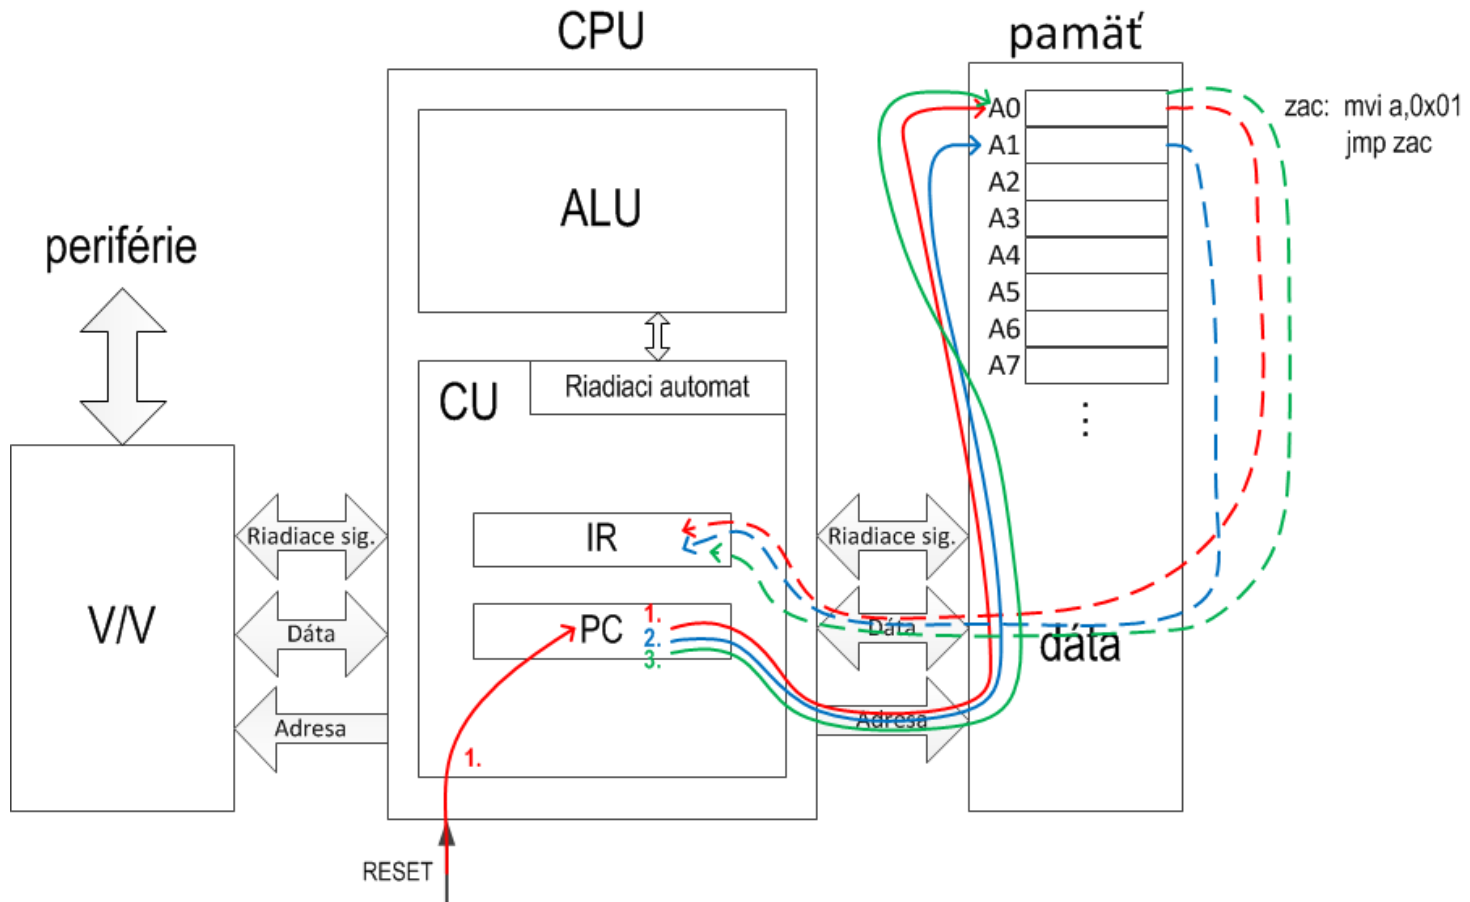 CPU
pamäť
A0
zac: mvi a,0x01
A1
jmp zac
A2
A3
A4
A5
A6
A7
⋮
ALU
periférie
Riadiaci automat
CU
IR
Riadiace sig.
Riadiace sig.
V/V
Dáta
PC
1.
2.
3.
Dáta
dáta
Adresa
Adresa
1.
RESET